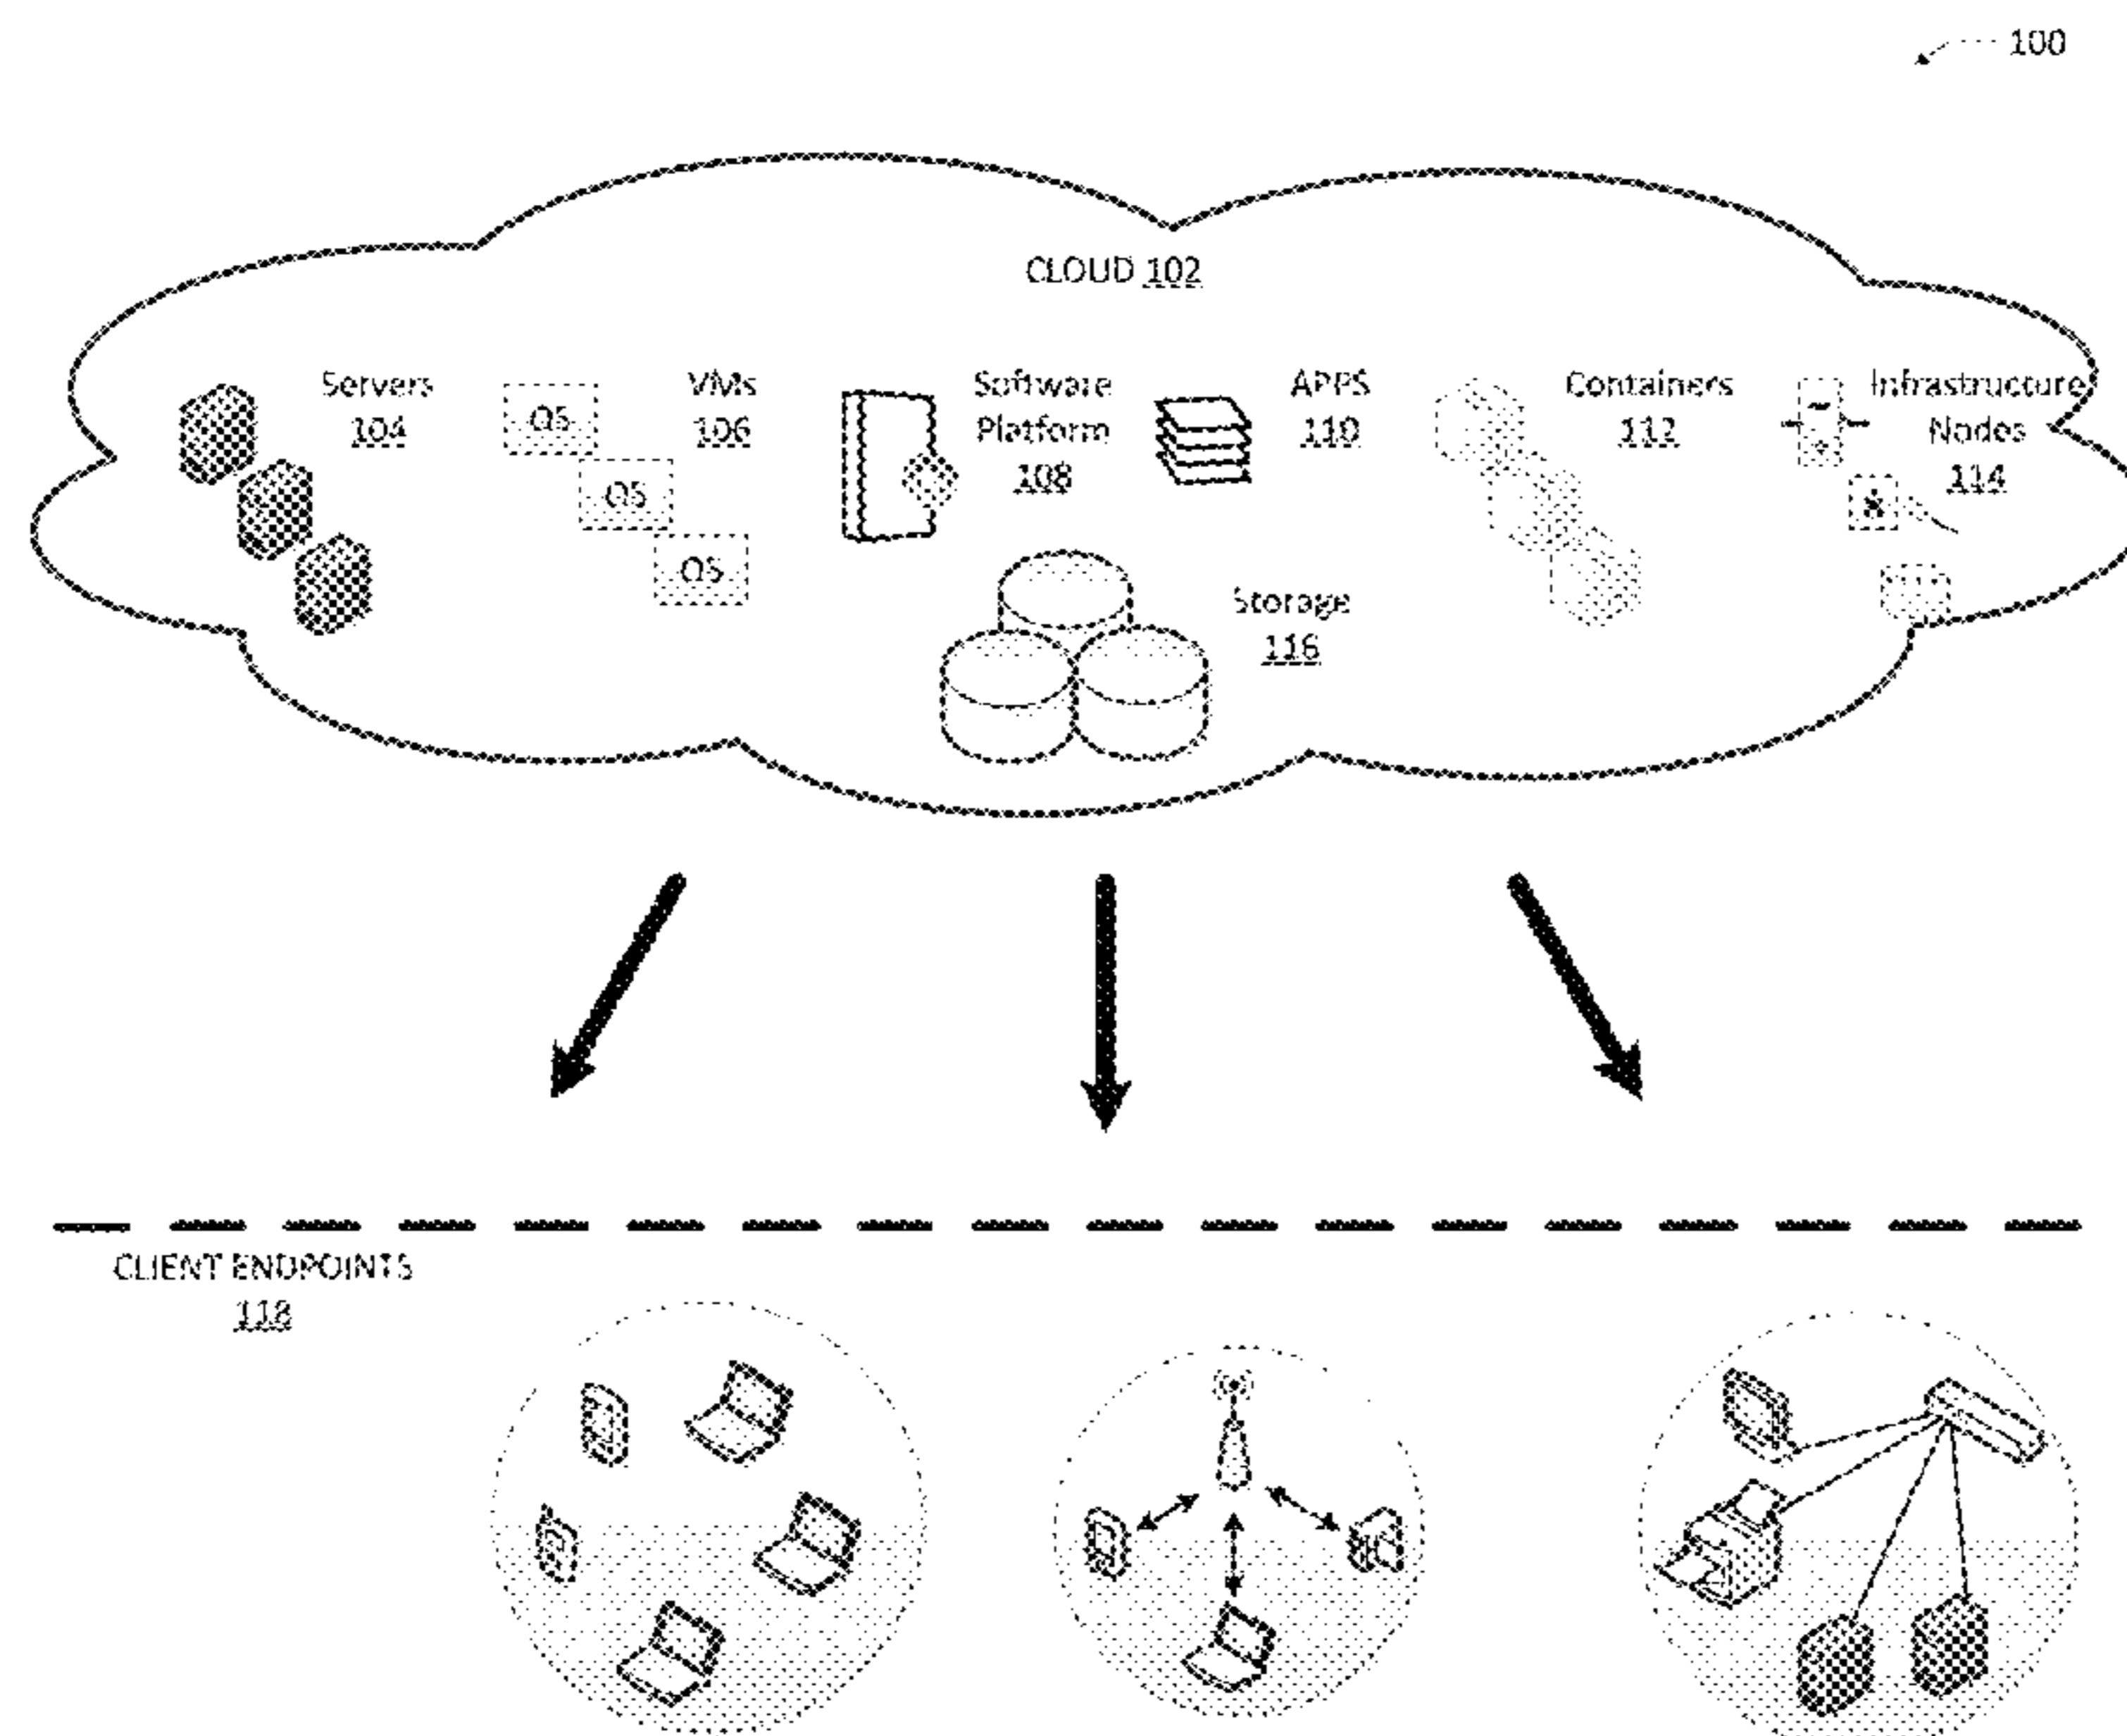 100
CLOUD 102
Servers
104
VMs
106
Software
Platform
108
APPS
110
Containers
112
Infrastructure
Nodes
114
OS
OS
OS
Storage
116
CLIENT ENDPOINTS
118